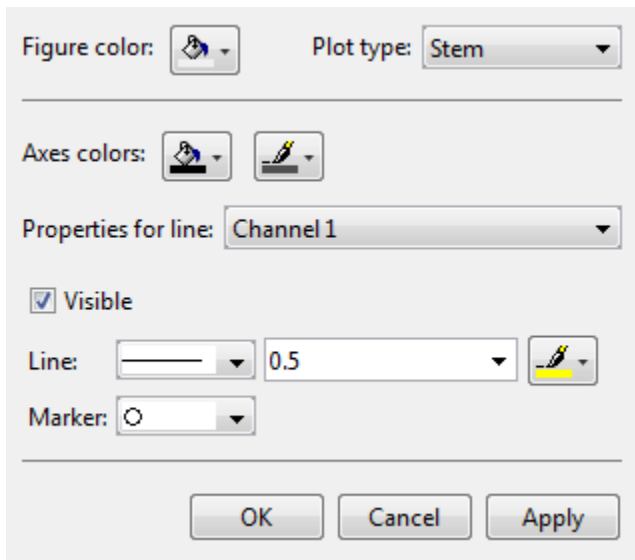 Figure color: Plot type: Stem
Axes colors:
Properties for line: Channel 1
Visible
Line: 0.5
Marker:
OK Cancel Apply